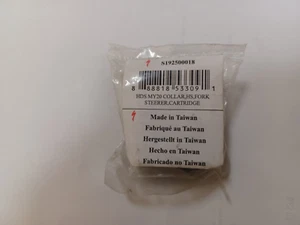 S192500018
8 88818 53309 1
HDS MY20 COLLAR,HS,FORK
STEERER,CARTRIDGE
Made in Taiwan
Fabriqué au Taiwan
Hergestellt in Taiwan
Hecho en Taiwan
Fabricado no Taiwan